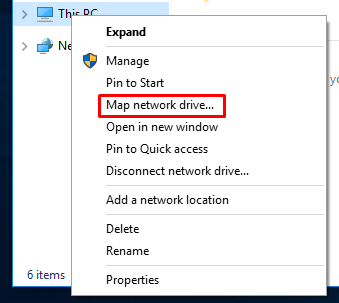 This PC
Ne
Expand
Manage
Pin to Start
Map network drive...
Open in new window
Pin to Quick access
Disconnect network drive...
Add a network location
Delete
Rename
Properties
6 items